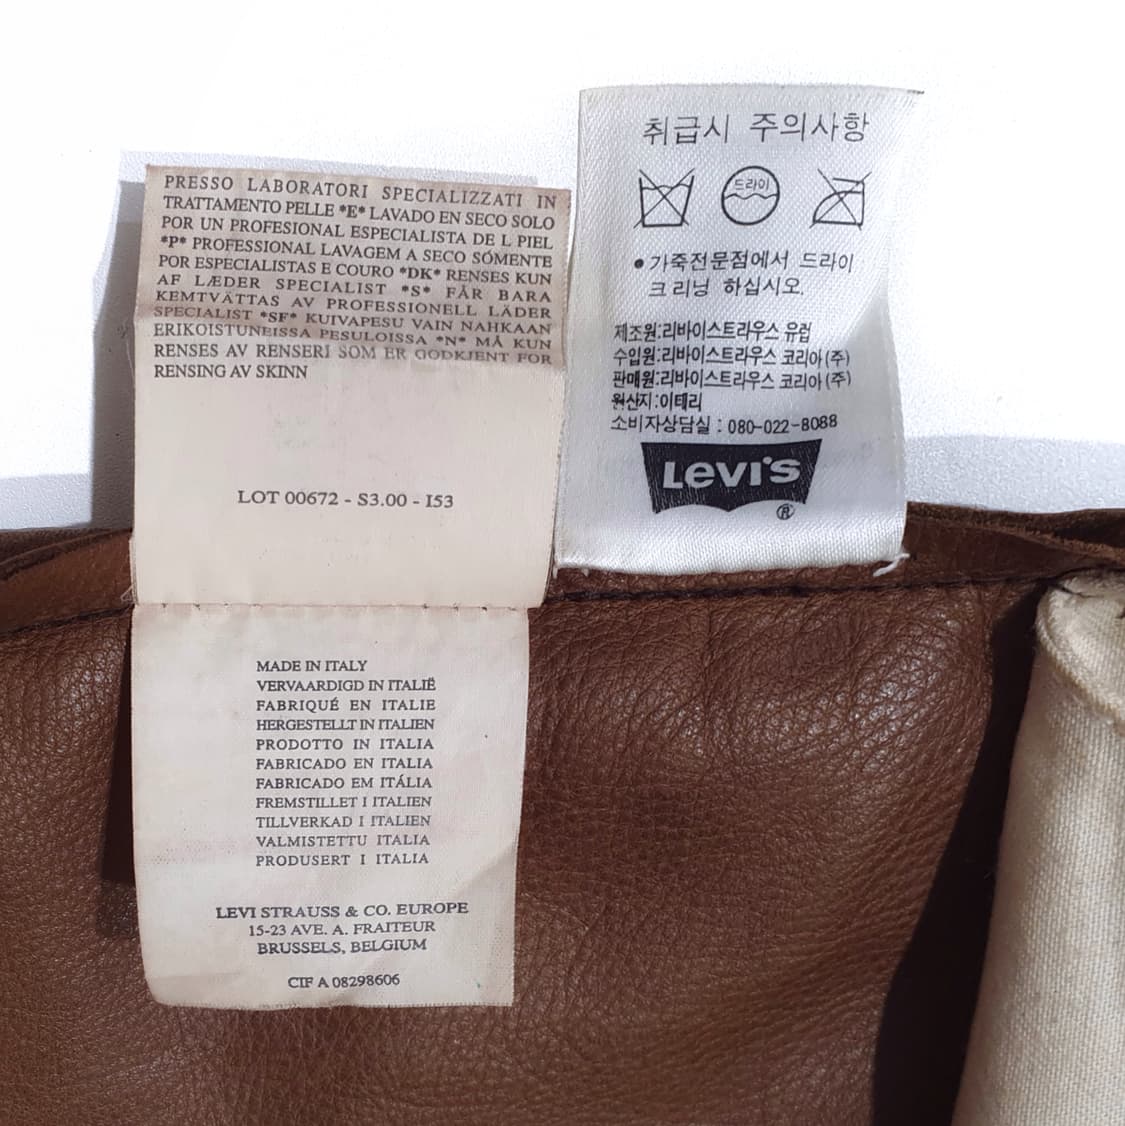 PRESSO LABORATORI SPECIALIZZATI IN
TRATTAMENTO PELLE *E* LAVADO EN SECO SOLO
POR UN PROFESIONAL ESPECIALISTA DE L PIEL
*P* PROFESSIONAL LAVAGEM A SECO SÓMENTE
POR ESPECIALISTAS E COURO *DK* RENSES KUN
AF LÆDER SPECIALIST *S* FÅR BARA
KEMTVÄTTAS AV PROFESSIONELL LÄDER
SPECIALIST *SF* KUIVAPESU VAIN NAHKAAN
ERIKOISTUNEISSA PESULOISSA *N* MÅ KUN
RENSES AV RENSERI SOM ER GODKJENT FOR
RENSING AV SKINN
LOT 00672 - S3.00 - I53
MADE IN ITALY
VERVAARDIGD IN ITALIË
FABRIQUÉ EN ITALIE
HERGESTELLT IN ITALIEN
PRODOTTO IN ITALIA
FABRICADO EN ITALIA
FABRICADO EM ITÁLIA
FREMSTILLET I ITALIEN
TILLVERKAD I ITALIEN
VALMISTETTU ITALIA
PRODUSERT I ITALIA
LEVI STRAUSS & CO. EUROPE
15-23 AVE. A. FRAITEUR
BRUSSELS, BELGIUM
CIF A 08298606
취급시 주의사항
드라이
●가죽전문점에서 드라이
크리닝 하십시오.
제조원:리바이스트라우스 유럽
수입원:리바이스트라우스 코리아(주)
판매원:리바이스트라우스 코리아(주)
원산지:이태리
소비자상담실 : 080-022-8088
Levi's
®